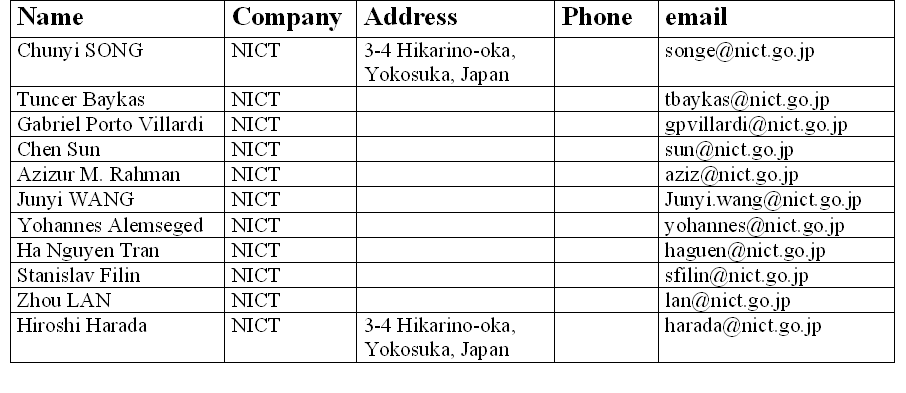 Name Company Address Phone email
Chunyi SONG NICT 3-4 Hikarino-oka, songe@nict.go.jp
Yokosuka, Japan
Tuncer Baykas NICT tbaykas@nict.go.jp
Gabriel Porto Villardi NICT gpvillardi@nict.go.jp
Chen Sun NICT sun@nict.go.jp
Azizur M. Rahman NICT aziz@nict.go.jp
Junyi WANG NICT Junyi.wang@nict.go.jp
Yohannes Alemseged NICT yohannes@nict.go.jp
Ha Nguyen Tran NICT haguen@nict.go.jp
Stanislav Filin NICT sfilin@nict.go.jp
Zhou LAN NICT lan@nict.go.jp
Hiroshi Harada NICT 3-4 Hikarino-oka, harada@nict.go.jp
Yokosuka, Japan